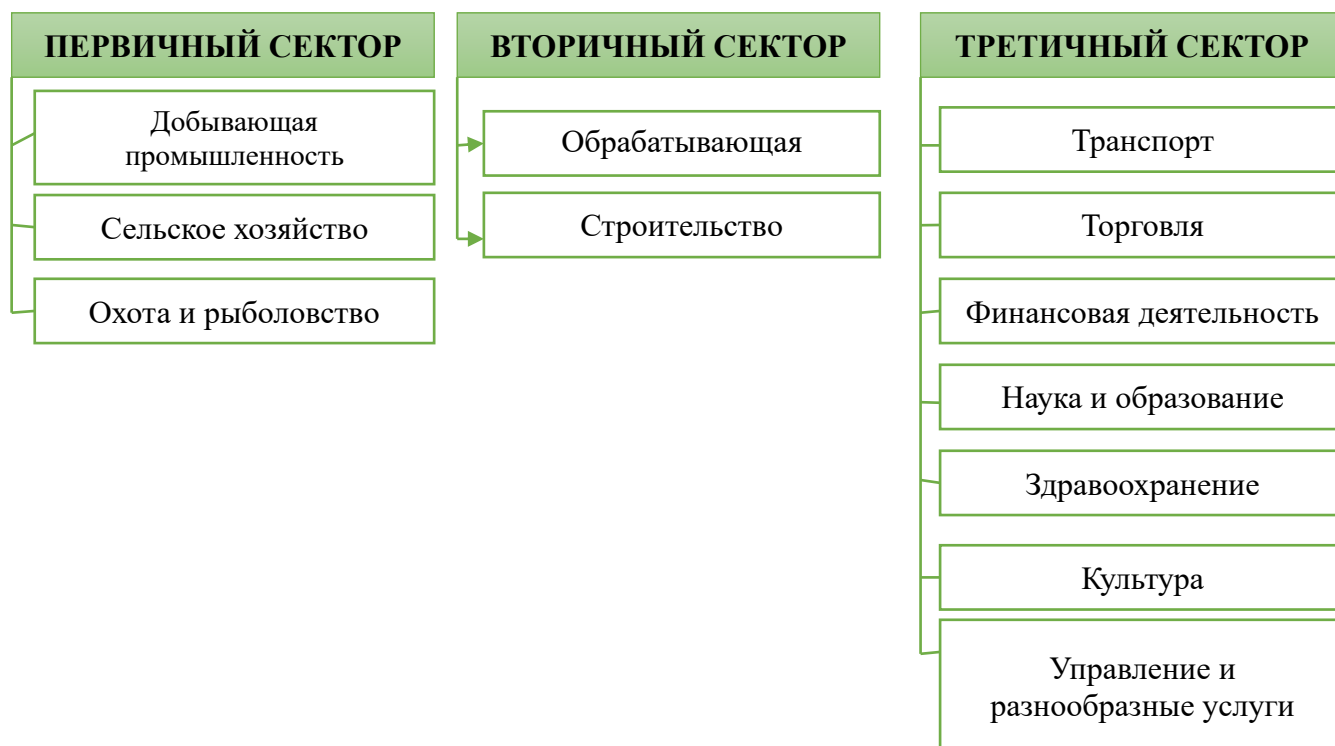 ПЕРВИЧНЫЙ СЕКТОР
Добывающая
промышленность
Сельское хозяйство
Охота и рыболовство
ВТОРИЧНЫЙ СЕКТОР
Обрабатывающая
Строительство
ТРЕТИЧНЫЙ СЕКТОР
Транспорт
Торговля
Финансовая деятельность
Наука и образование
Здравоохранение
Культура
Управление и
разнообразные услуги